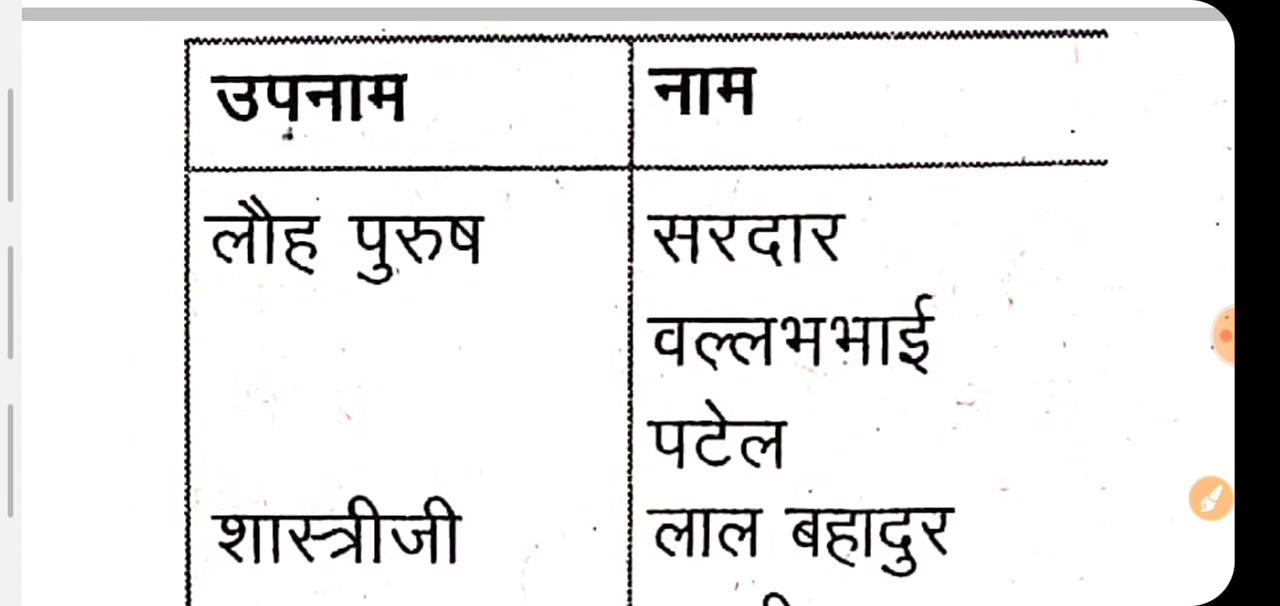 उपनाम नाम
लौह पुरुष सरदार
वल्लभभाई
पटेल
शास्त्रीजी लाल बहादुर